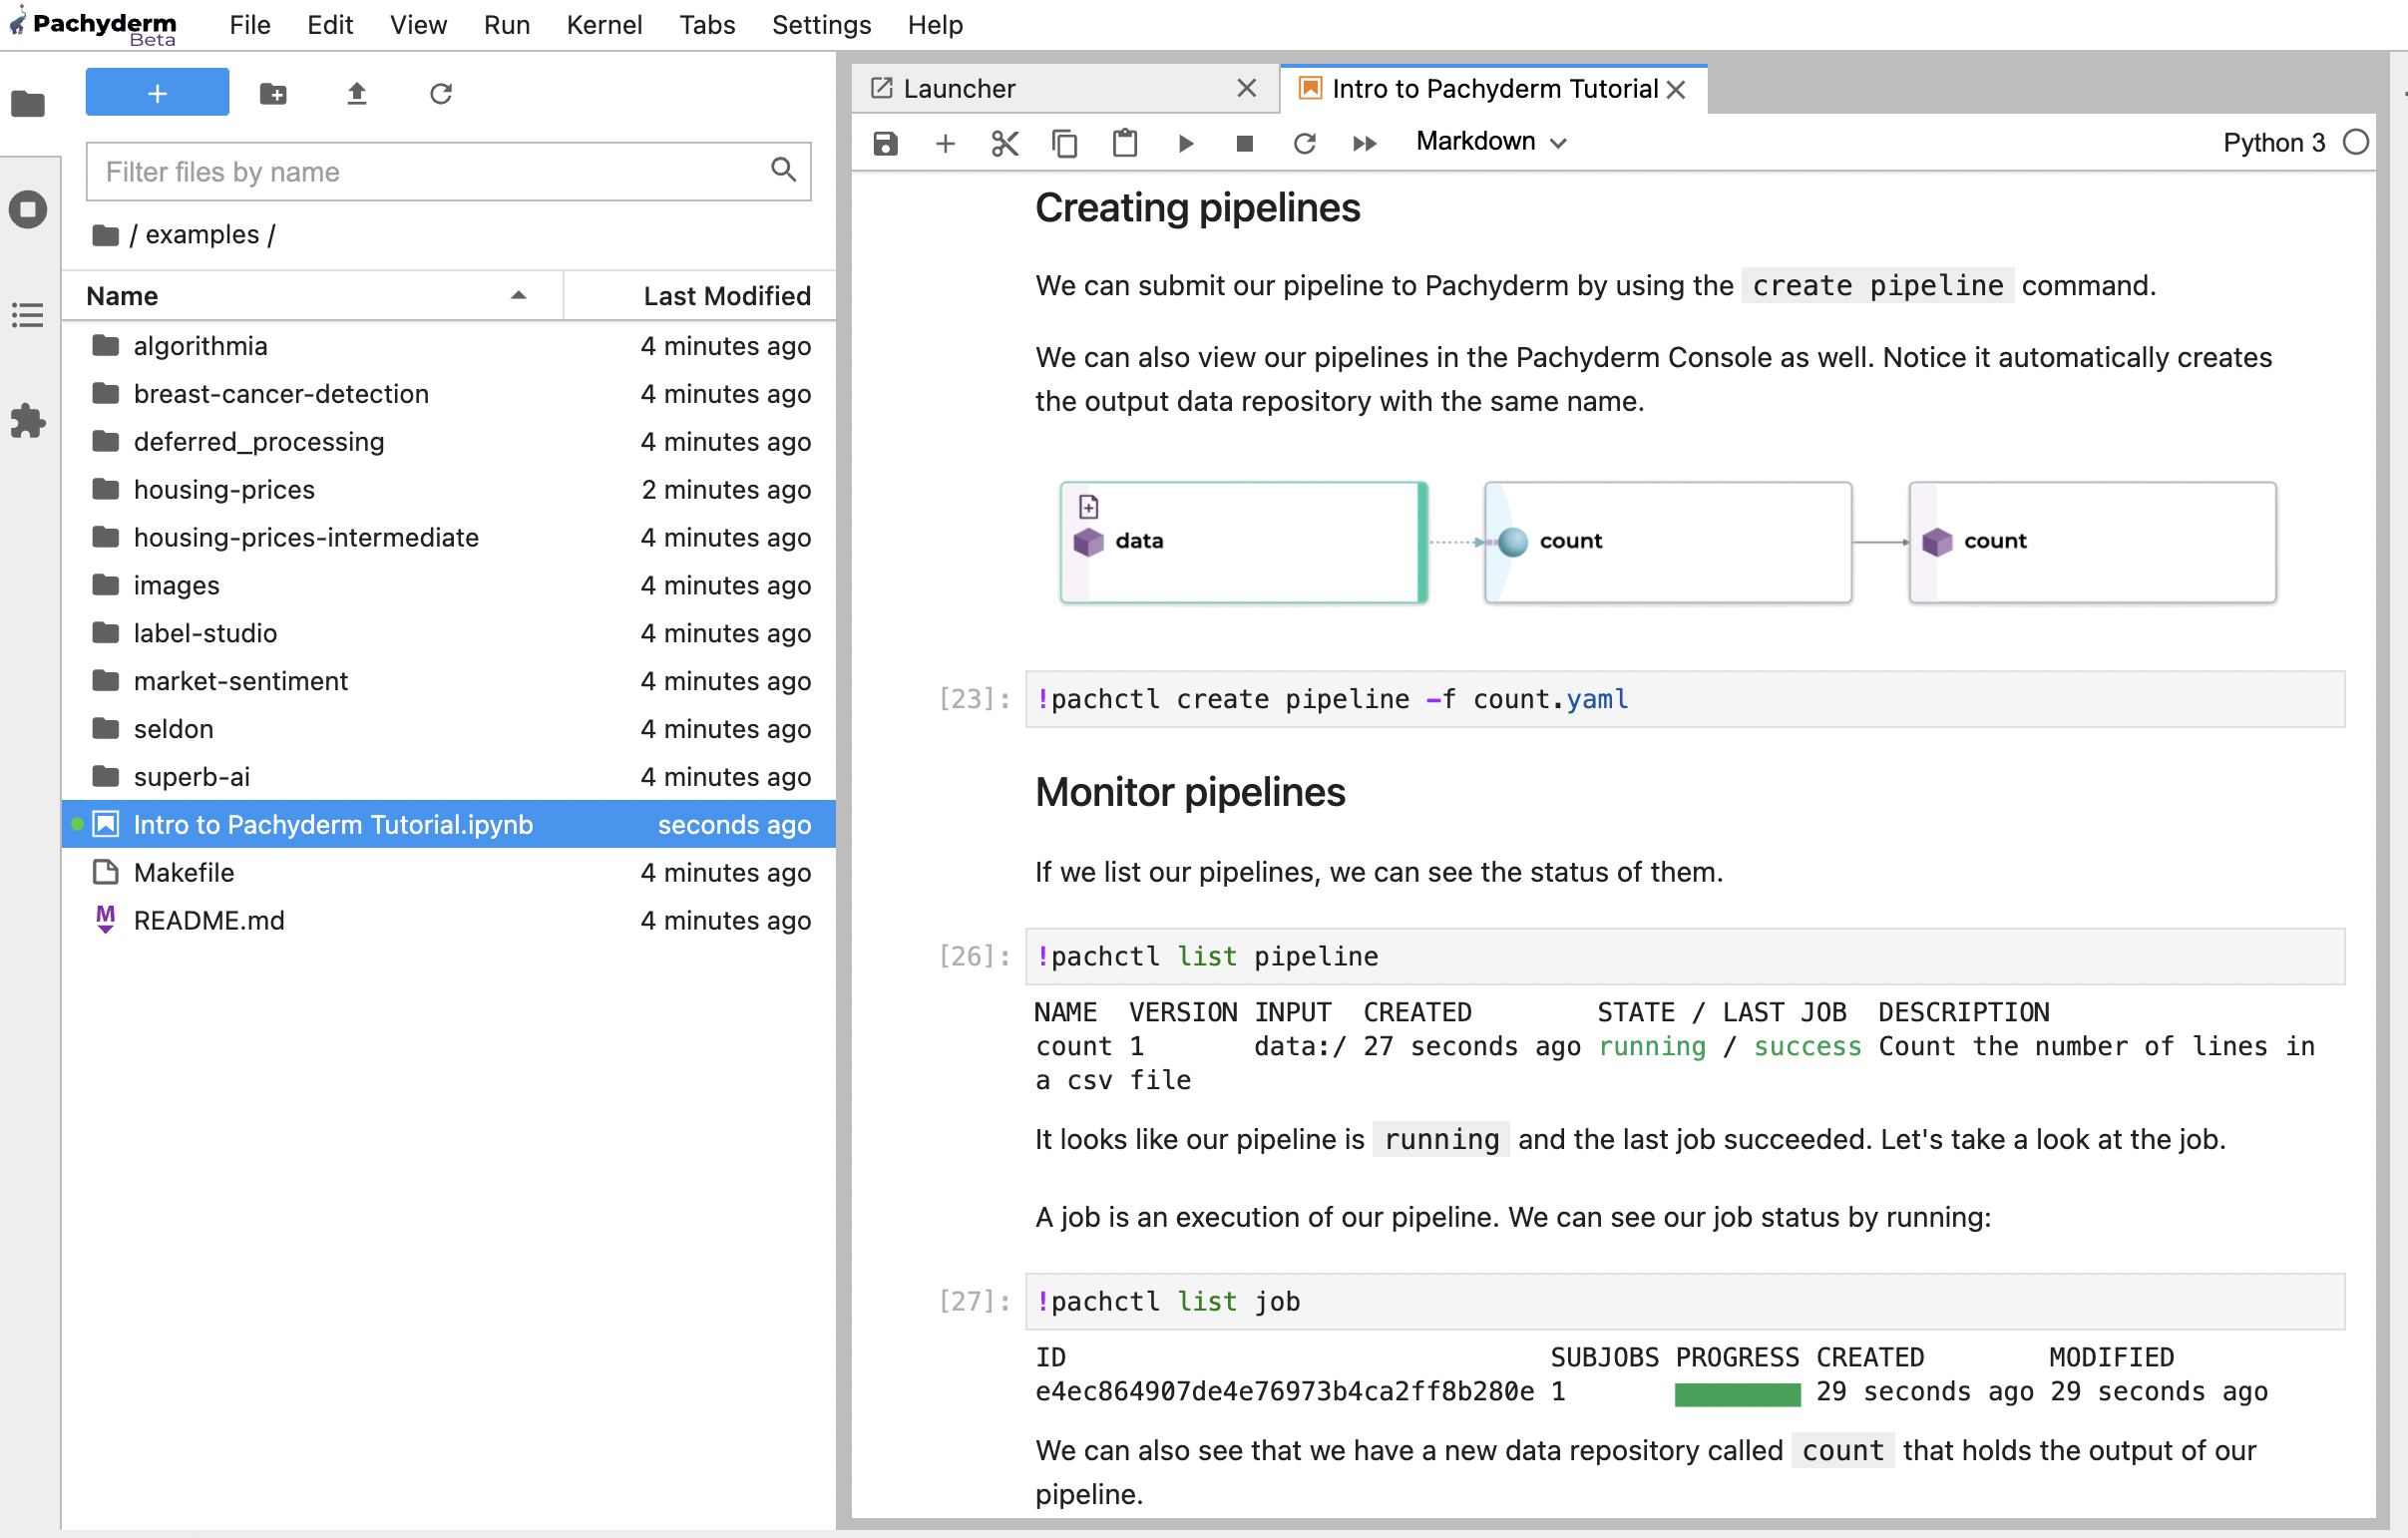 Pachyderm
Beta
File Edit View Run Kernel Tabs Settings Help
Filter files by name
/ examples /
Name Last Modified
algorithmia 4 minutes ago
breast-cancer-detection 4 minutes ago
deferred_processing 4 minutes ago
housing-prices 2 minutes ago
housing-prices-intermediate 4 minutes ago
images 4 minutes ago
label-studio 4 minutes ago
market-sentiment 4 minutes ago
seldon 4 minutes ago
superb-ai 4 minutes ago
Intro to Pachyderm Tutorial.ipynb seconds ago
Makefile 4 minutes ago
README.md 4 minutes ago
Launcher Intro to Pachyderm Tutorial
Markdown Python 3
Creating pipelines
We can submit our pipeline to Pachyderm by using the create pipeline command.
We can also view our pipelines in the Pachyderm Console as well. Notice it automatically creates
the output data repository with the same name.
data count count
[23]: !pachctl create pipeline -f count.yaml
Monitor pipelines
If we list our pipelines, we can see the status of them.
[26]: !pachctl list pipeline
NAME VERSION INPUT CREATED STATE / LAST JOB DESCRIPTION
count 1 data:/ 27 seconds ago running / success Count the number of lines in
a csv file
It looks like our pipeline is running and the last job succeeded. Let's take a look at the job.
A job is an execution of our pipeline. We can see our job status by running:
[27]: !pachctl list job
ID SUBJOBS PROGRESS CREATED MODIFIED
e4ec864907de4e76973b4ca2ff8b280e 1 29 seconds ago 29 seconds ago
We can also see that we have a new data repository called count that holds the output of our
pipeline.